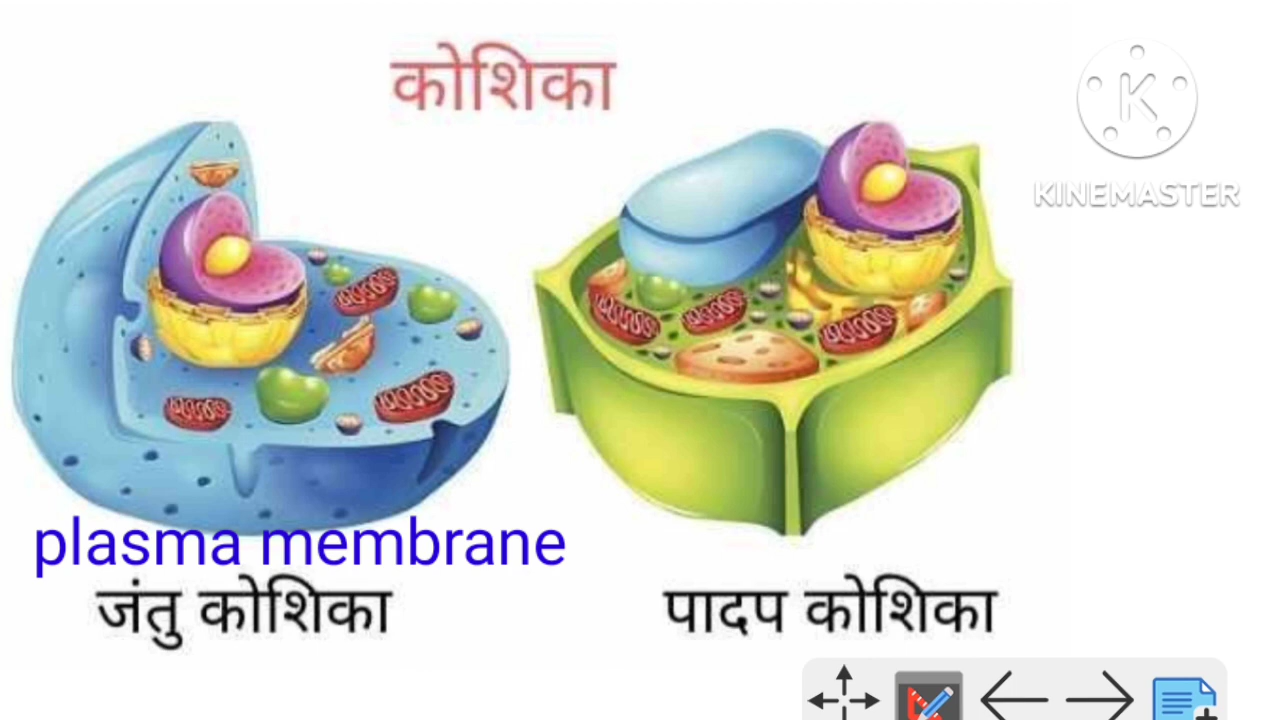 कोशिका
K
KINEMASTER
plasma membrane
जंतु कोशिका
पादप कोशिका